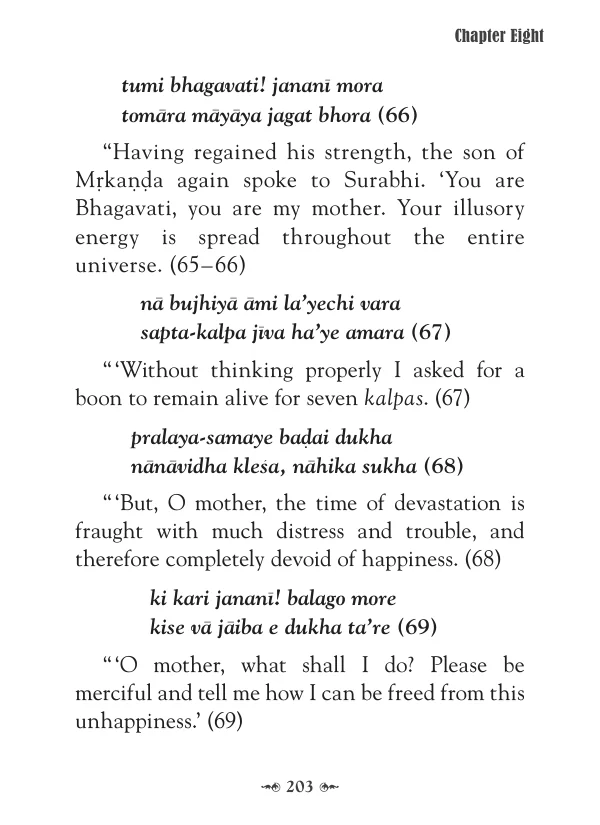 Chapter Eight
tumi bhagavati! jananī mora
tomāra māyāya jagat bhora (66)
“Having regained his strength, the son of
Mṛkaṇḍa again spoke to Surabhi. ‘You are
Bhagavati, you are my mother. Your illusory
energy is spread throughout the entire
universe. (65–66)
nā bujhiyā āmi la’yechi vara
sapta-kalpa jīva ha’ye amara (67)
“‘Without thinking properly I asked for a
boon to remain alive for seven kalpas. (67)
pralaya-samaye baḍai dukha
nānāvidha kleśa, nāhika sukha (68)
“‘But, O mother, the time of devastation is
fraught with much distress and trouble, and
therefore completely devoid of happiness. (68)
ki kari jananī! balago more
kise vā jāiba e dukha ta’re (69)
“‘O mother, what shall I do? Please be
merciful and tell me how I can be freed from this
unhappiness.’ (69)
203